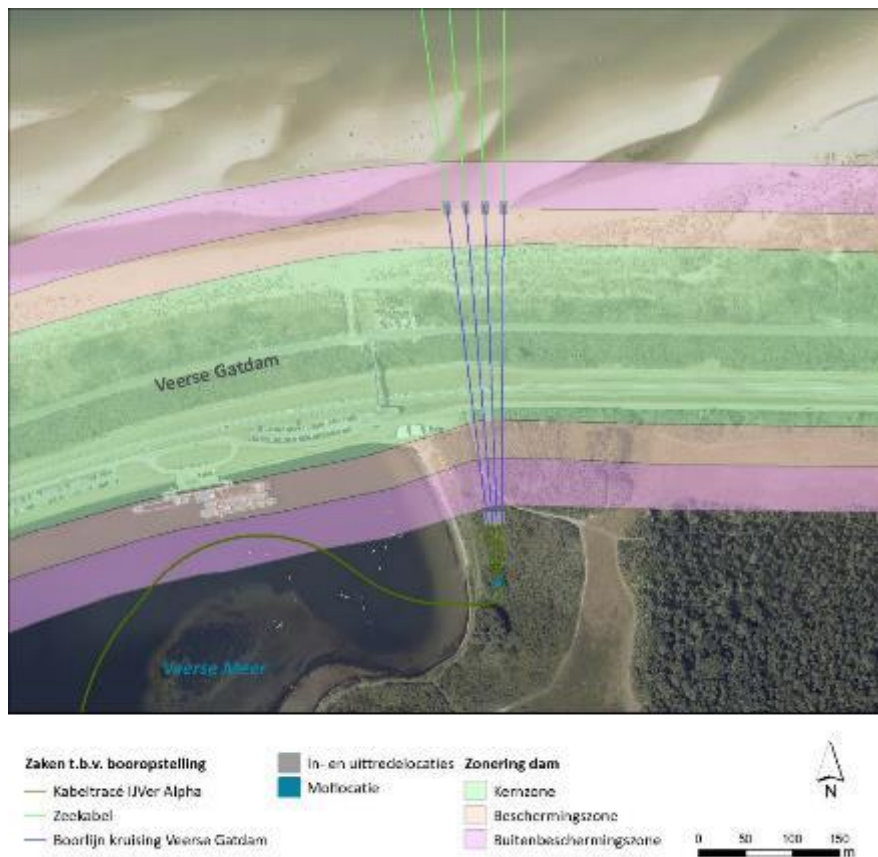 Veerse Gatdam
Veerse Meer
Zaken t.b.v. booropstelling
Kabeltracé IJVer Alpha
Zeekabel
Boorlijn kruising Veerse Gatdam
In- en uittredelocaties
Moflocatie
Zonering dam
Kernzone
Beschermingszone
Buitenbeschermingszone
N
0 50 100 150
m